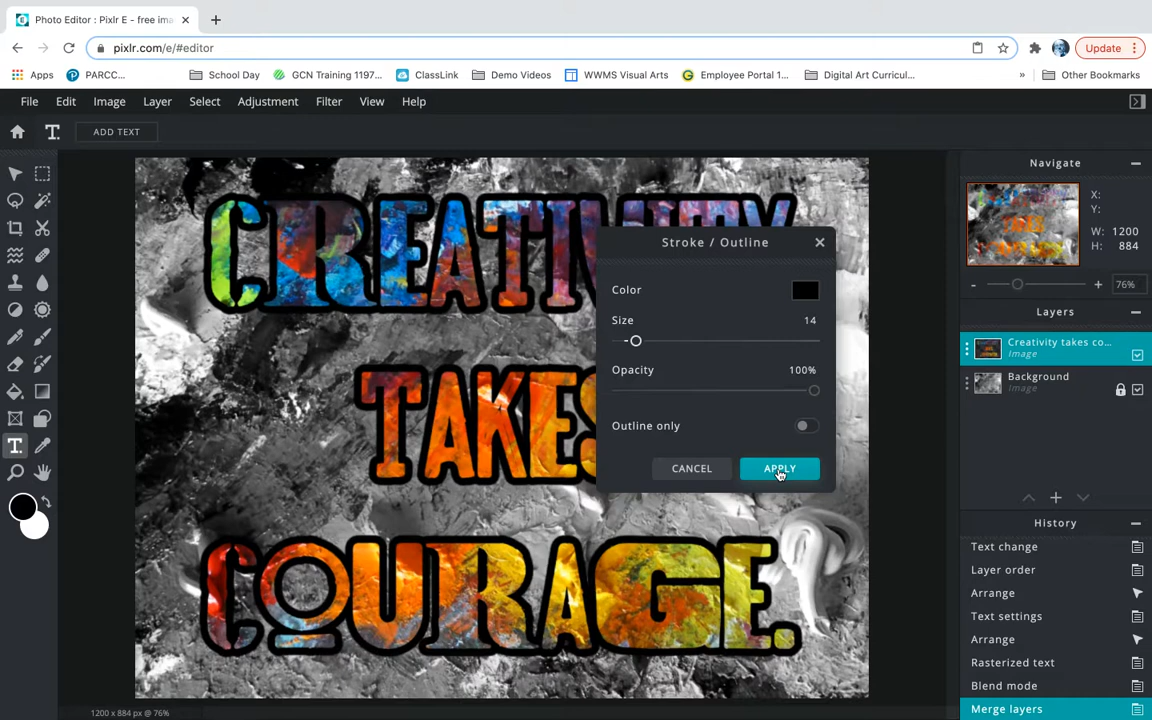 Photo Editor : Pixlr E - free ima
pixlr.com/e/#editor
Update
Apps PARCC... School Day GCN Training 1197... ClassLink Demo Videos WWMS Visual Arts Employee Portal 1... Digital Art Curricul... » Other Bookmarks
File Edit Image Layer Select Adjustment Filter View Help
T. ADD TEXT
Navigate
X:
Y:
W: 1200
H: 884
- + 76%
CREATIVITY
TAKES
COURAGE.
Stroke / Outline
Color
Size 14
Opacity 100%
Outline only
CANCEL APPLY
Layers
Creativity takes co...
Image
Background
Image
History
Text change
Layer order
Arrange
Text settings
Arrange
Rasterized text
Blend mode
Merge layers
1200 x 884 px @ 76%